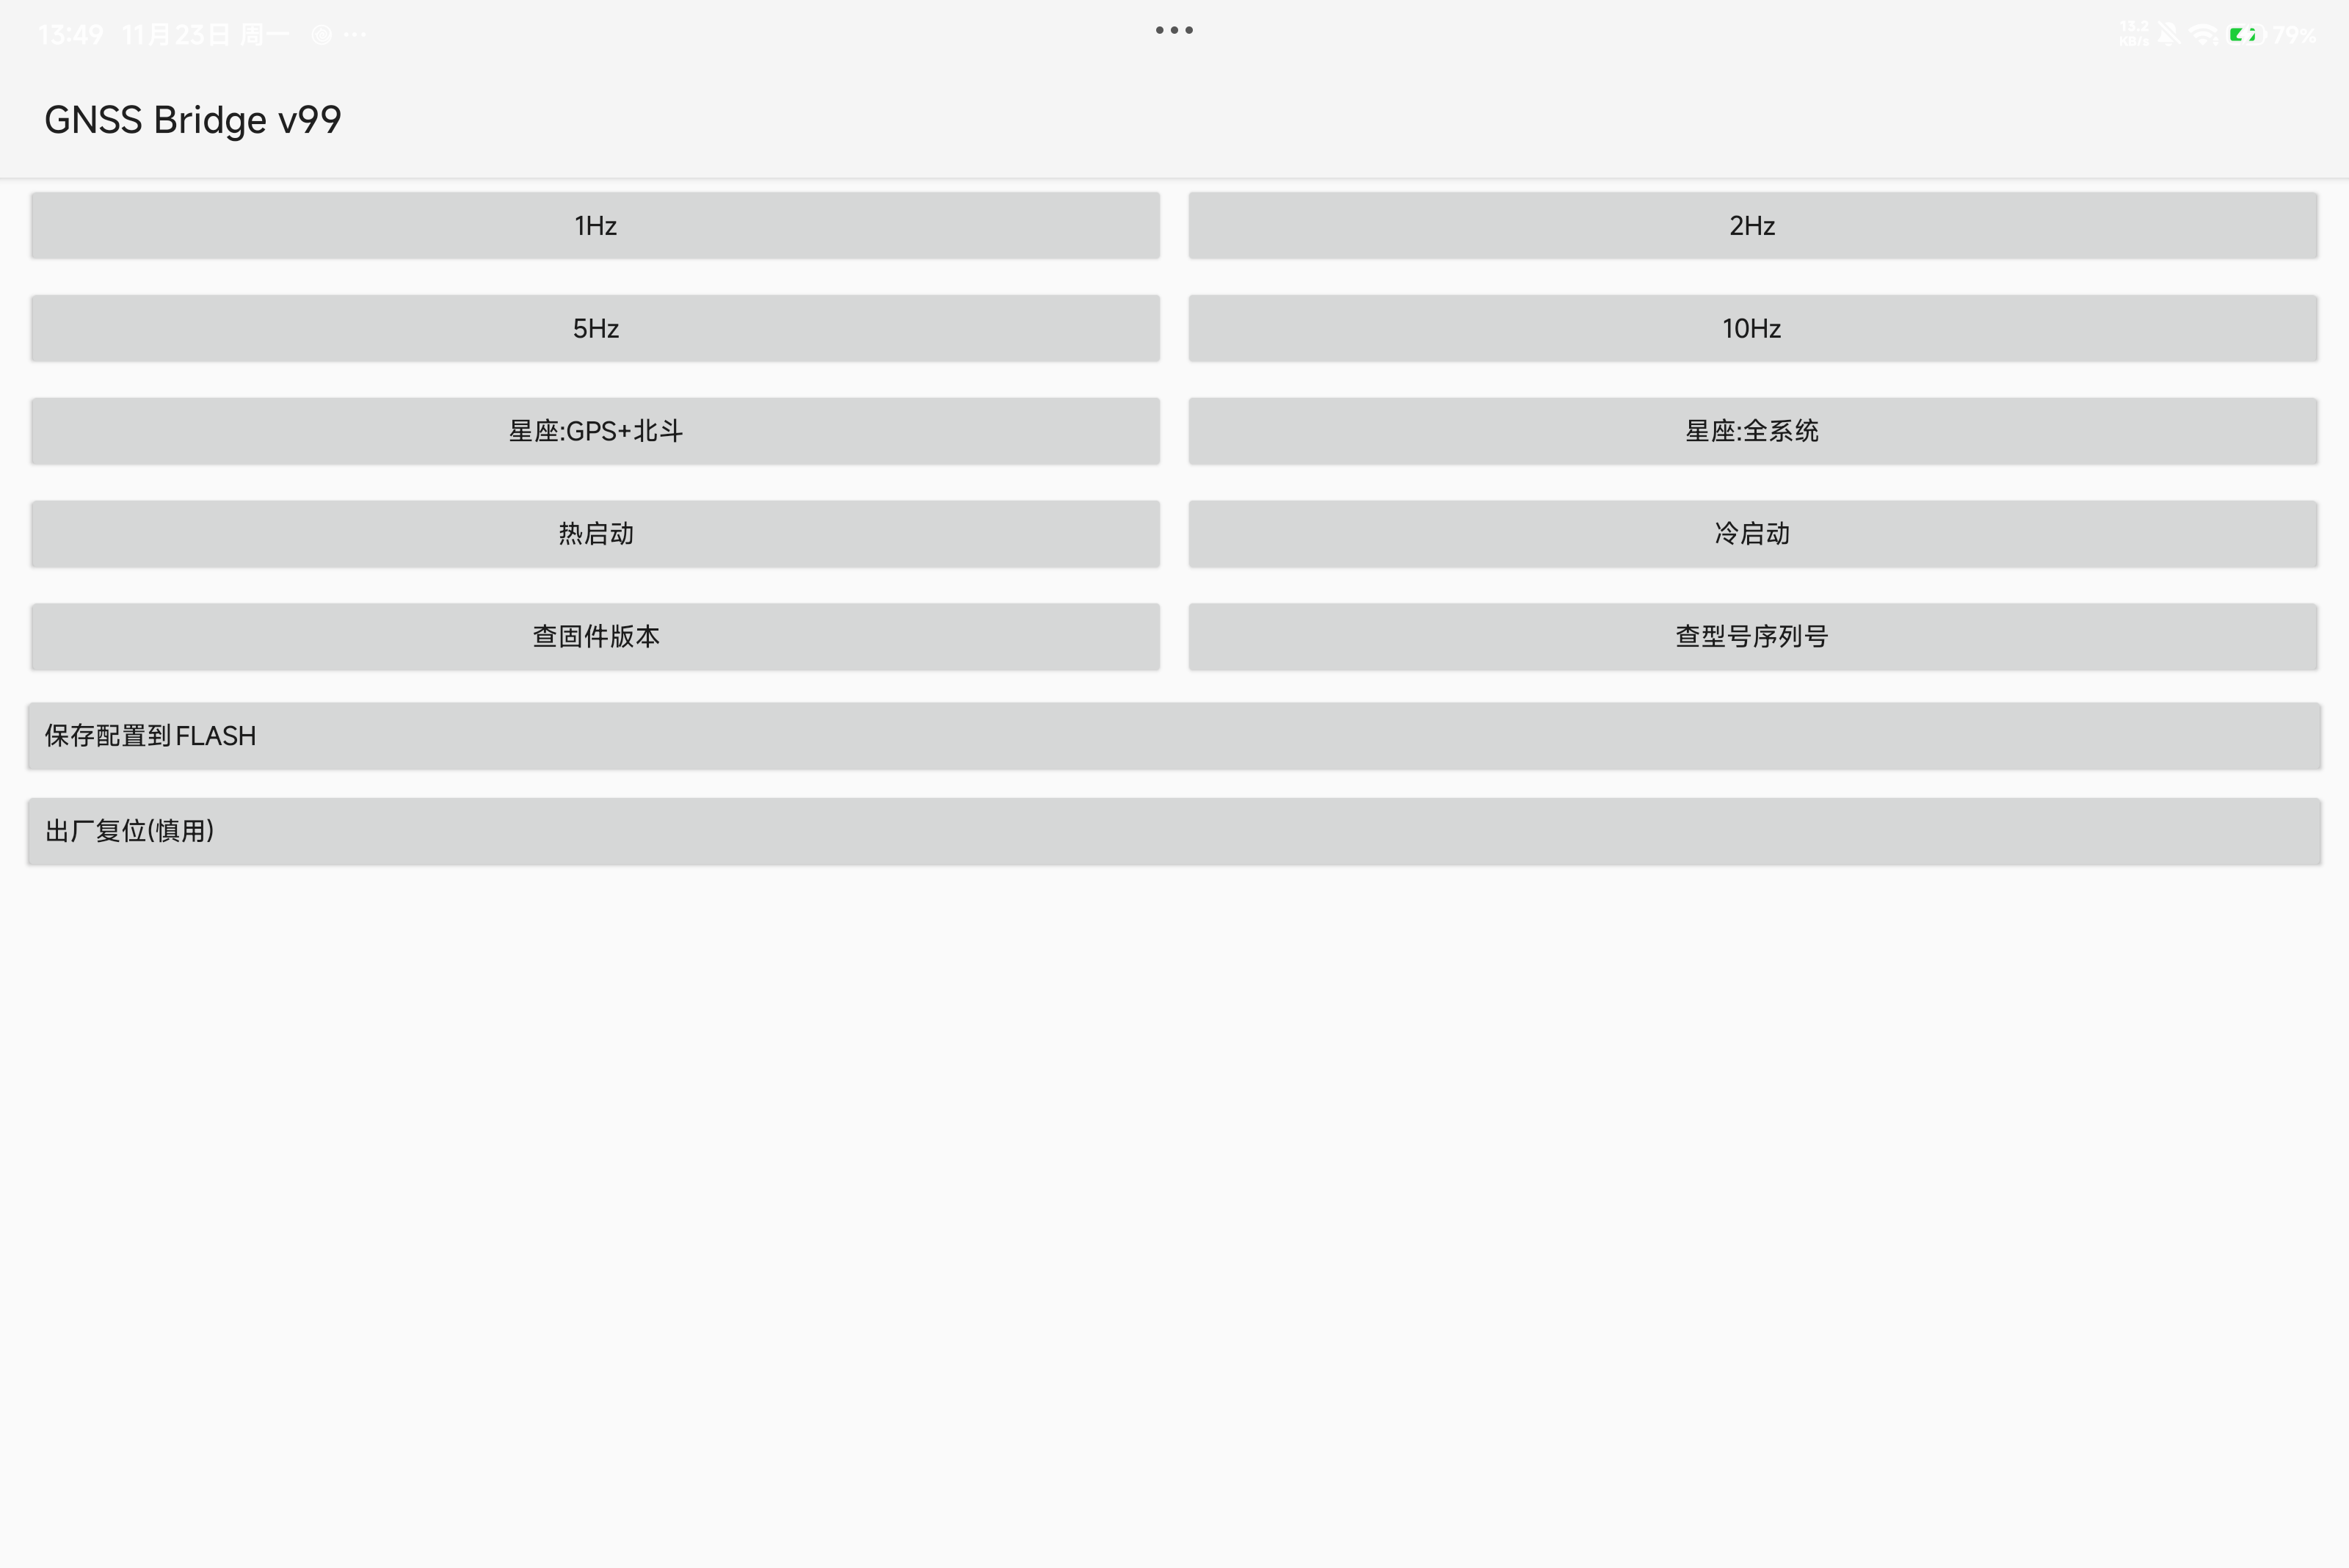 13:49 11月23日 周一
13.2
KB/s
79%
GNSS Bridge v99
1Hz
2Hz
5Hz
10Hz
星座:GPS+北斗
星座:全系统
热启动
冷启动
查固件版本
查型号序列号
保存配置到FLASH
出厂复位(慎用)